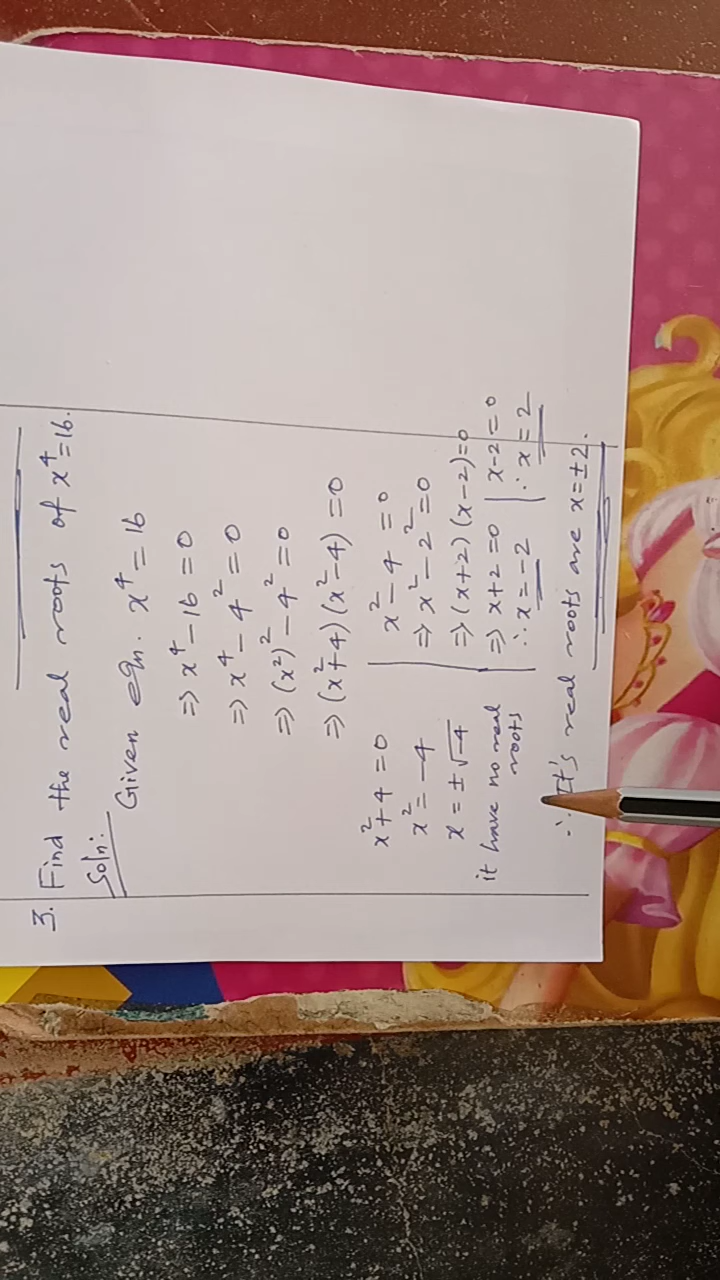 3. Find the real roots of x⁴=16.
Soln:
Given eqn. x⁴ = 16
⇒ x⁴ - 16 = 0
⇒ x⁴ - 4² = 0
⇒ (x²)² - 4² = 0
⇒ (x²+4)(x²-4) = 0
x²+4 = 0
x² = -4
x = ±√-4
it have no real
roots
x² - 4 = 0
⇒ x² - 2² = 0
⇒ (x+2)(x-2)=0
⇒ x+2 = 0 | x-2 = 0
∴ x = -2 | ∴ x = 2
∴ It's real roots are x = ±2.